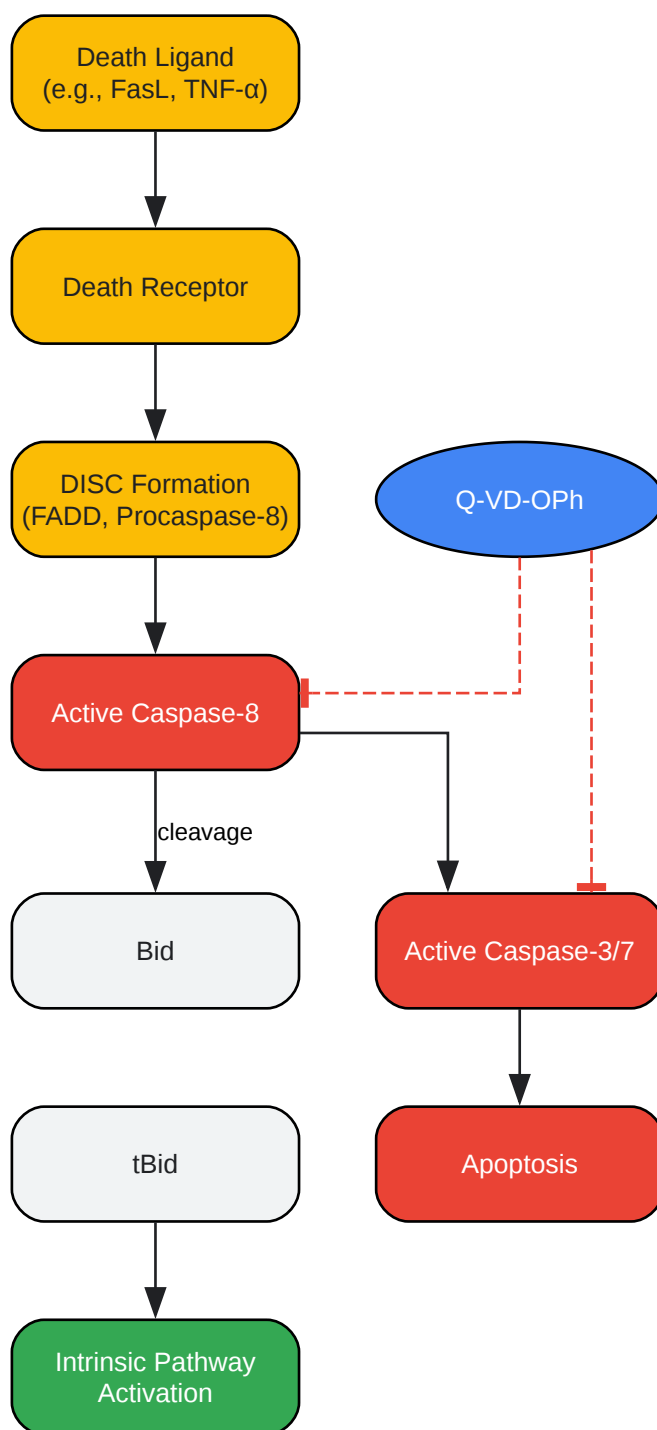 Death Ligand
(e.g., FasL, TNF-α)
Death Receptor
DISC Formation
(FADD, Procaspase-8)
Q-VD-OPh
Active Caspase-8
cleavage
Bid
Active Caspase-3/7
tBid
Apoptosis
Intrinsic Pathway
Activation